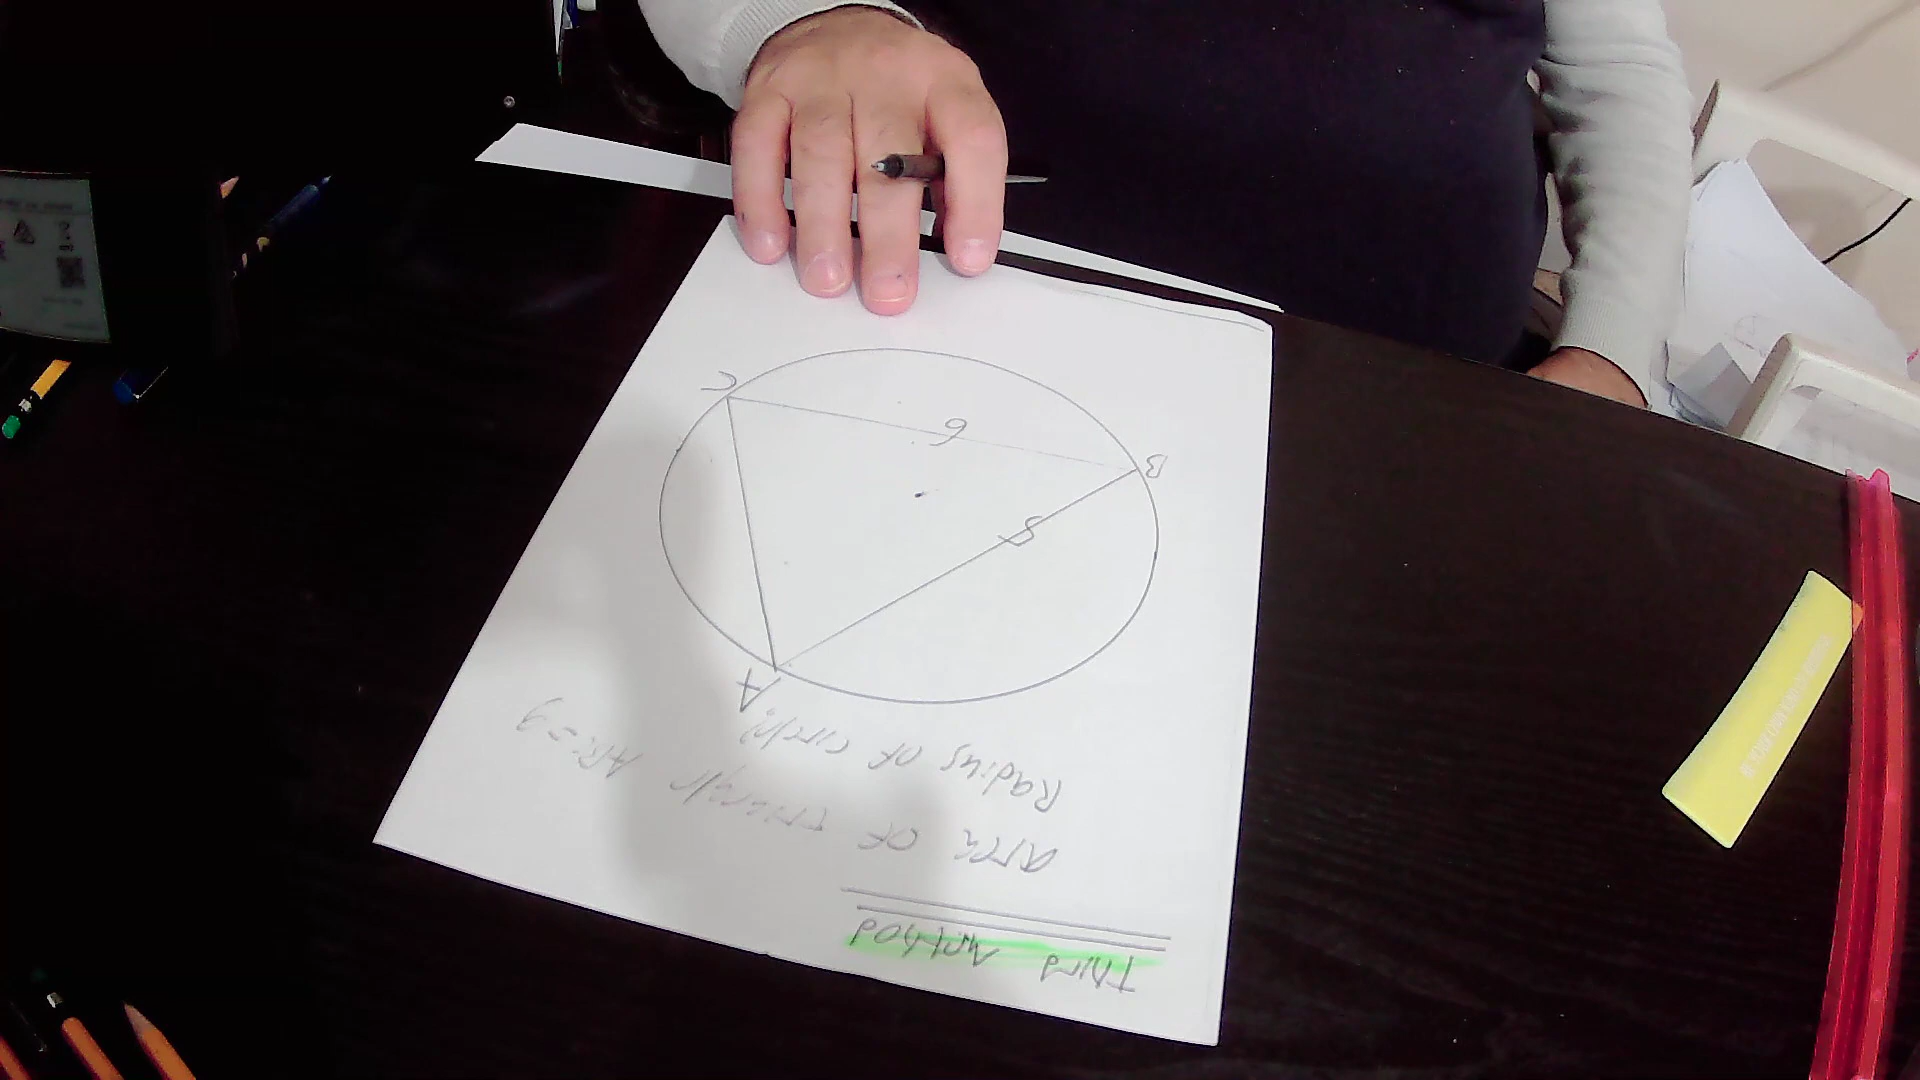 Third Method
area of triangle ABC = 9
Radius of circle?
A
5
B
6
C